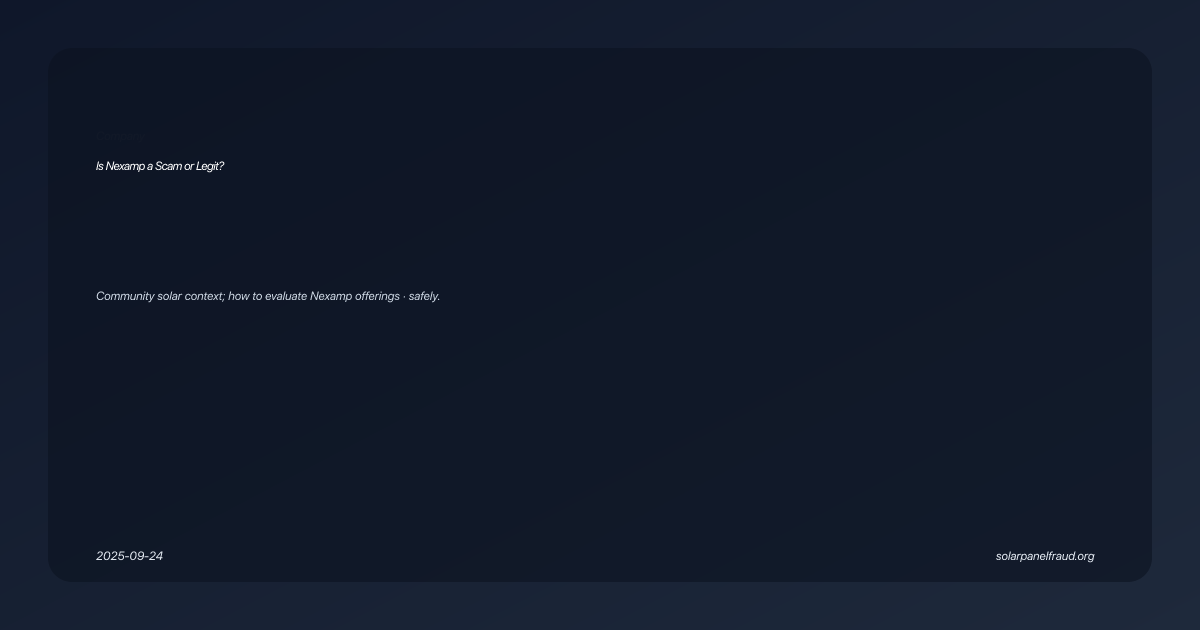 Is Nexamp a Scam or Legit?
Community solar context; how to evaluate Nexamp offerings · safely.
2025-09-24
solarpanelfraud.org